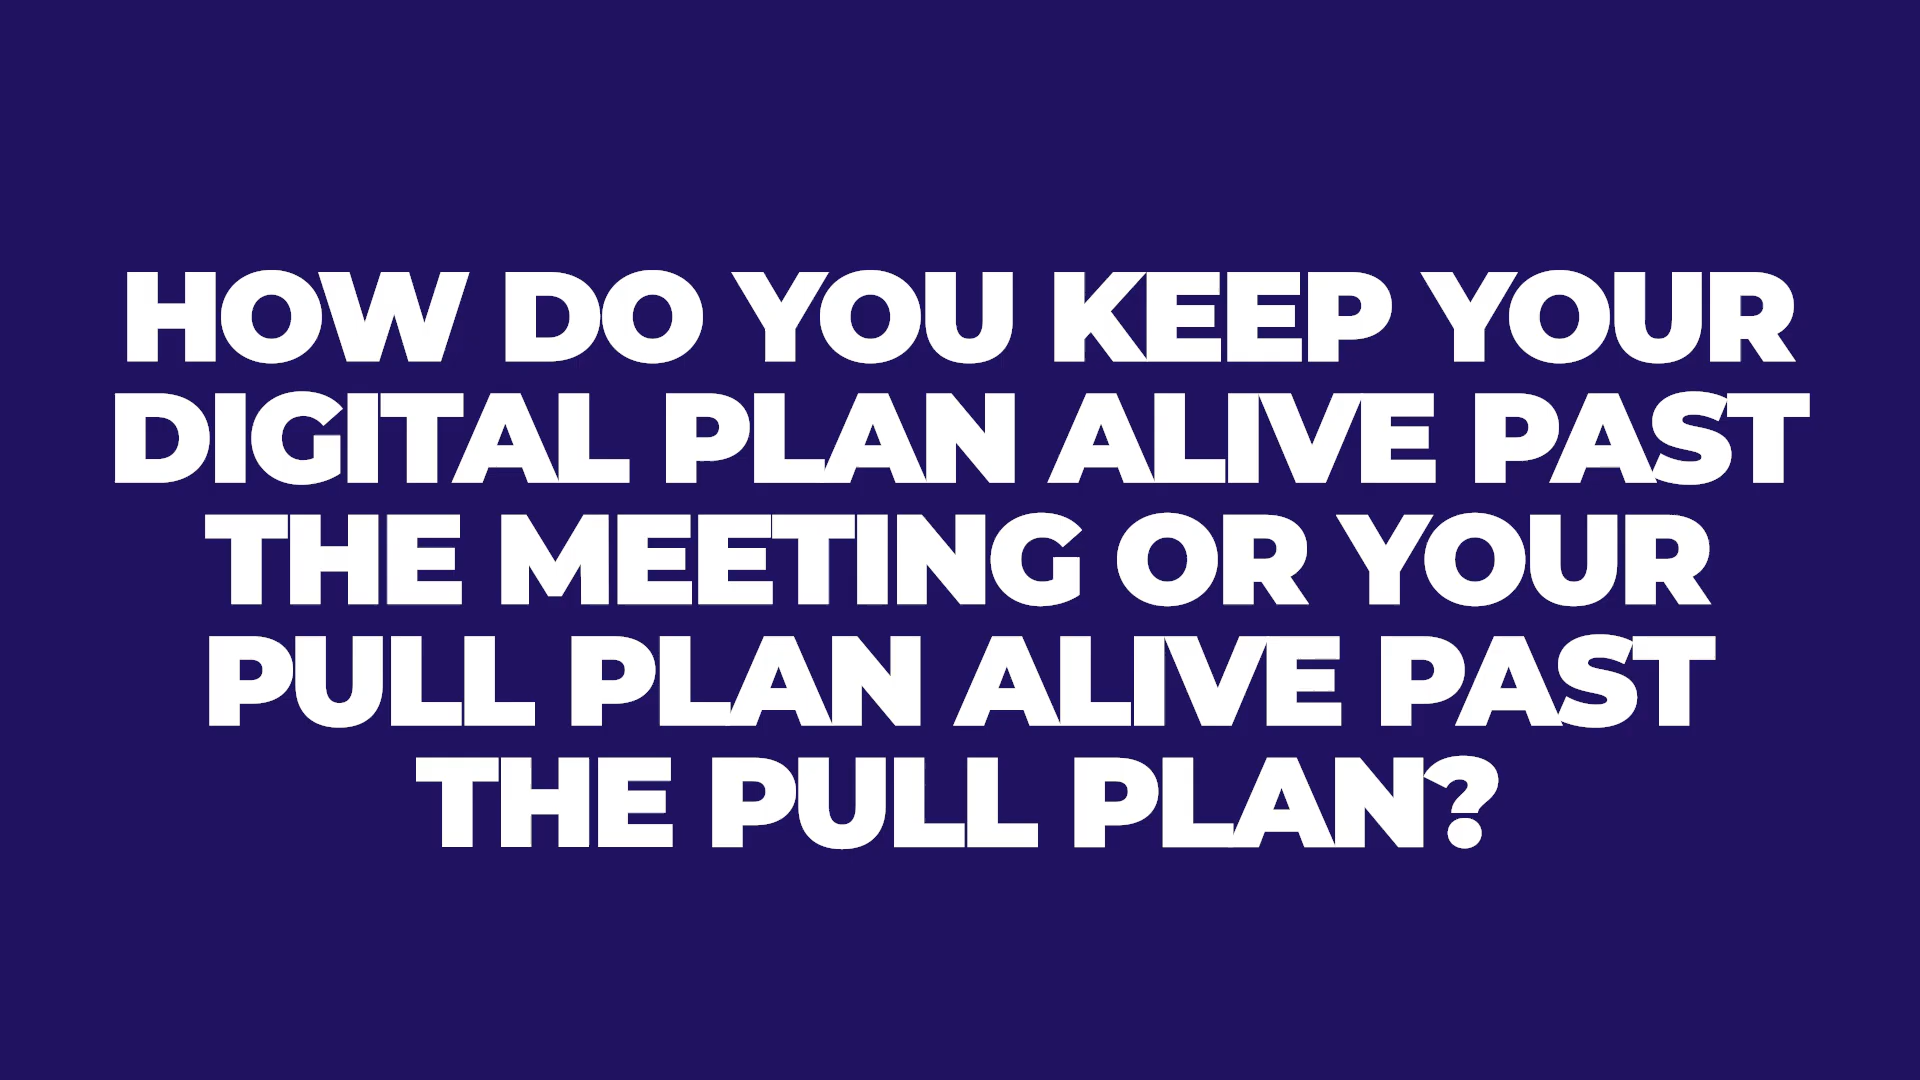 HOW DO YOU KEEP YOUR
DIGITAL PLAN ALIVE PAST
THE MEETING OR YOUR
PULL PLAN ALIVE PAST
THE PULL PLAN?